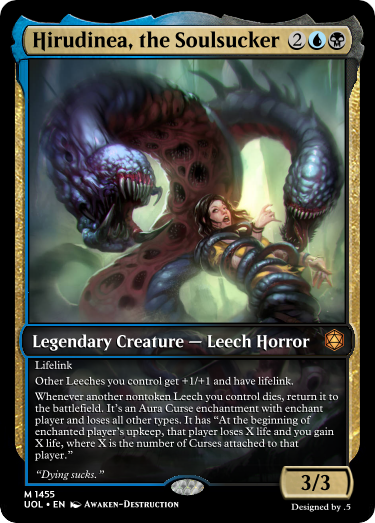 Hirudinea, the Soulsucker 2
Legendary Creature — Leech Horror
Lifelink
Other Leeches you control get +1/+1 and have lifelink.
Whenever another nontoken Leech you control dies, return it to
the battlefield. It's an Aura Curse enchantment with enchant
player and loses all other types. It has “At the beginning of
enchanted player's upkeep, that player loses X life and you gain
X life, where X is the number of Curses attached to that
player.”
“Dying sucks.”
3/3
M 1455
UOL • EN Awaken-Destruction
Designed by .5